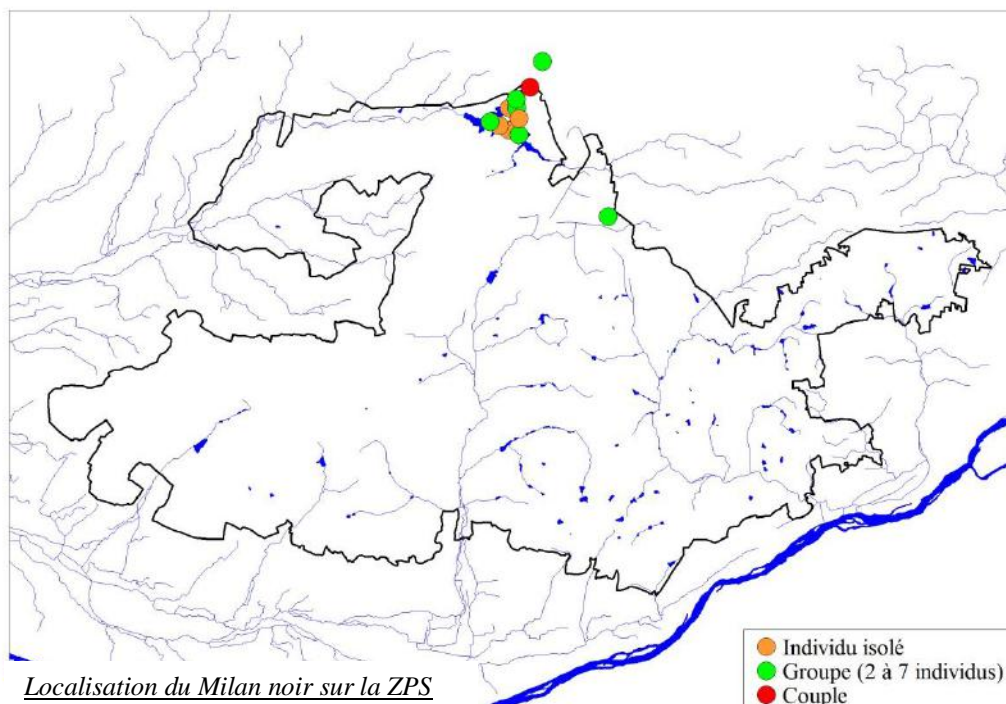 Individu isolé
Groupe (2 à 7 individus)
Couple
Localisation du Milan noir sur la ZPS